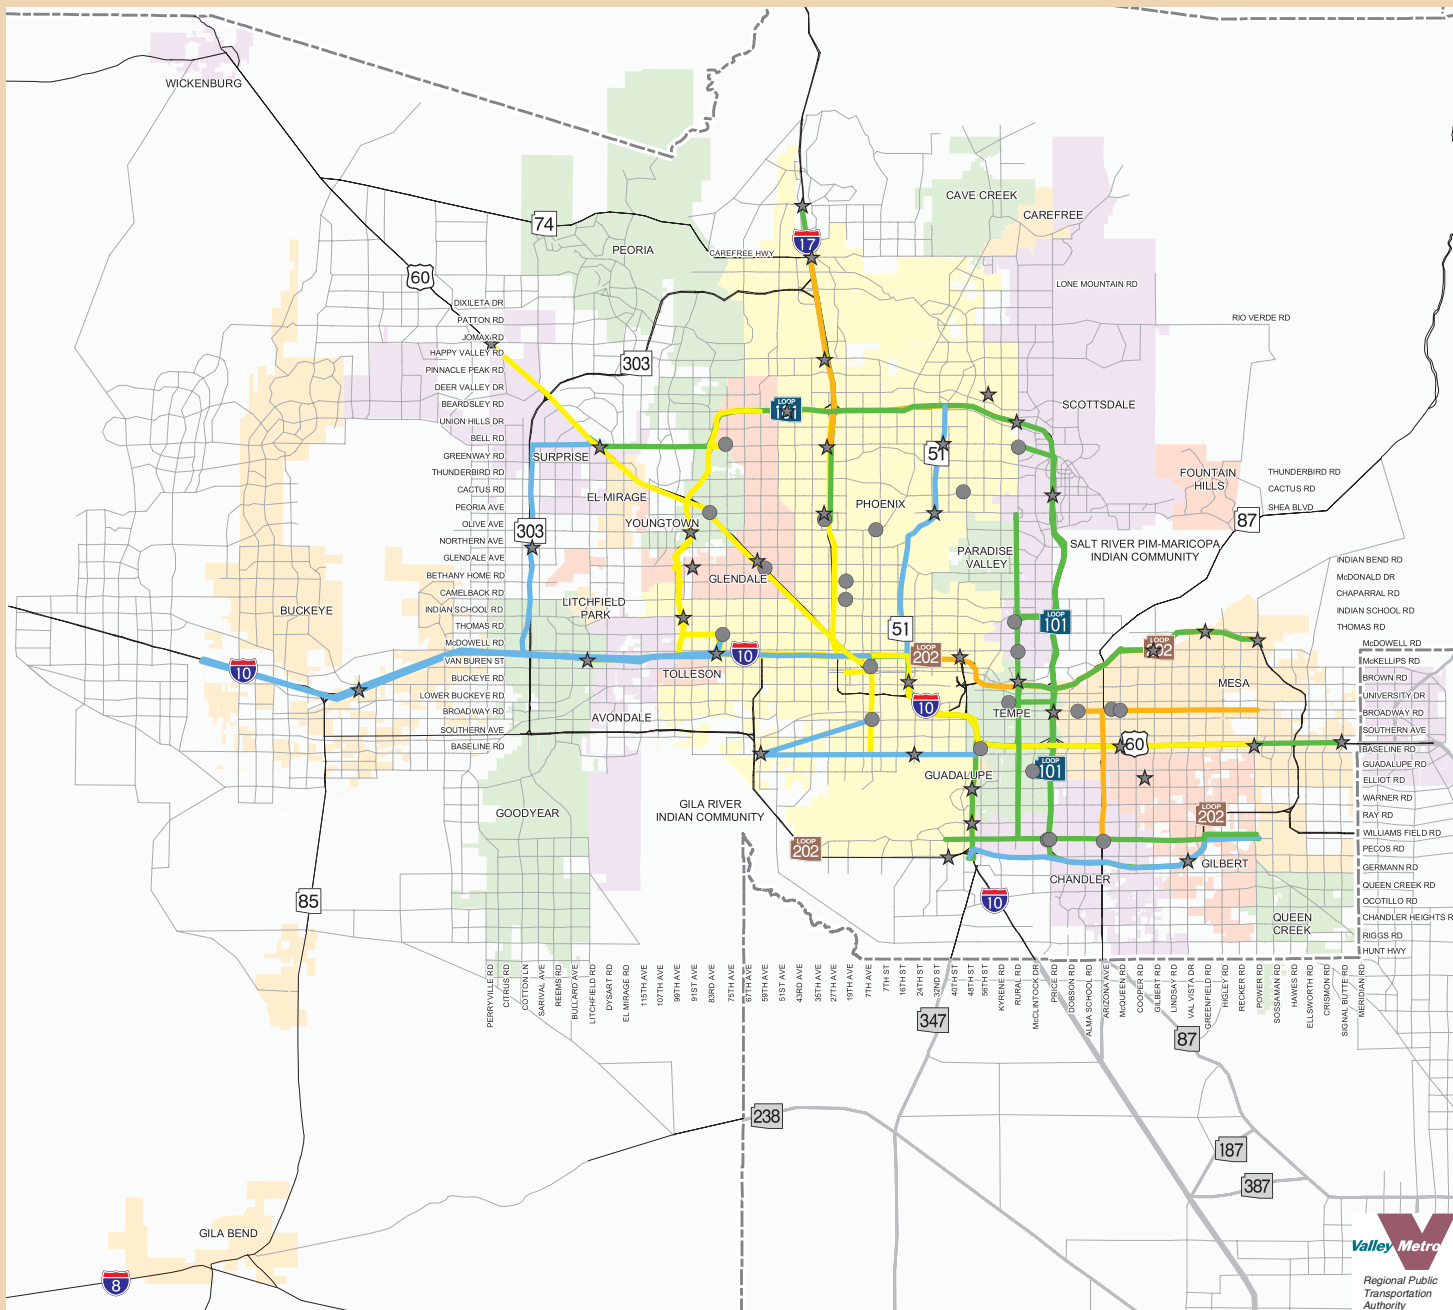 WICKENBURG
CAVE CREEK
CAREFREE
74
PEORIA
17
CAREFREE HWY
60
LONE MOUNTAIN RD
DIXILETA DR
RIO VERDE RD
PATTON RD
JOMAX RD
HAPPY VALLEY RD
303
PINNACLE PEAK RD
DEER VALLEY DR
BEARDSLEY RD
SCOTTSDALE
LOOP
101
UNION HILLS DR
BELL RD
GREENWAY RD
SURPRISE
51
THUNDERBIRD RD
FOUNTAIN
HILLS
THUNDERBIRD RD
CACTUS RD
CACTUS RD
EL MIRAGE
PEORIA AVE
PHOENIX
SHEA BLVD
OLIVE AVE
YOUNGTOWN
87
303
NORTHERN AVE
SALT RIVER PIM-MARICOPA
INDIAN COMMUNITY
PARADISE
VALLEY
GLENDALE AVE
INDIAN BEND RD
BETHANY HOME RD
GLENDALE
McDONALD DR
CAMELBACK RD
CHAPARRAL RD
LITCHFIELD
PARK
BUCKEYE
INDIAN SCHOOL RD
INDIAN SCHOOL RD
THOMAS RD
LOOP
101
51
THOMAS RD
McDOWELL RD
McDOWELL RD
10
LOOP
202
LOOP
202
VAN BUREN ST
McKELLIPS RD
10
TOLLESON
BUCKEYE RD
BROWN RD
MESA
LOWER BUCKEYE RD
UNIVERSITY DR
10
BROADWAY RD
AVONDALE
TEMPE
BROADWAY RD
SOUTHERN AVE
SOUTHERN AVE
60
BASELINE RD
BASELINE RD
GUADALUPE RD
LOOP
101
GUADALUPE
ELLIOT RD
WARNER RD
GILA RIVER
INDIAN COMMUNITY
GOODYEAR
LOOP
202
RAY RD
WILLIAMS FIELD RD
LOOP
202
PECOS RD
GILBERT
GERMANN RD
CHANDLER
QUEEN CREEK RD
85
10
OCOTILLO RD
QUEEN
CREEK
CHANDLER HEIGHTS R
RIGGS RD
HUNT HWY
PERRYVILLE RD
CITRUS RD
COTTON LN
SARIVAL AVE
REEMS RD
BULLARD AVE
LITCHFIELD RD
DYSART RD
EL MIRAGE RD
115TH AVE
107TH AVE
99TH AVE
91ST AVE
83RD AVE
75TH AVE
67TH AVE
59TH AVE
51ST AVE
43RD AVE
35TH AVE
27TH AVE
19TH AVE
7TH AVE
7TH ST
16TH ST
24TH ST
32ND ST
40TH ST
48TH ST
56TH ST
KYRENE RD
RURAL RD
McCLINTOCK DR
PRICE RD
DOBSON RD
ALMA SCHOOL RD
ARIZONA AVE
McQUEEN RD
COOPER RD
GILBERT RD
LINDSAY RD
VAL VISTA DR
GREENFIELD RD
HIGLEY RD
RECKER RD
POWER RD
SOSSAMAN RD
HAWES RD
ELLSWORTH RD
CRISMON RD
SIGNAL BUTTE RD
MERIDIAN RD
347
87
238
187
387
GILA BEND
8
Valley Metro
Regional Public
Transportation
Authority